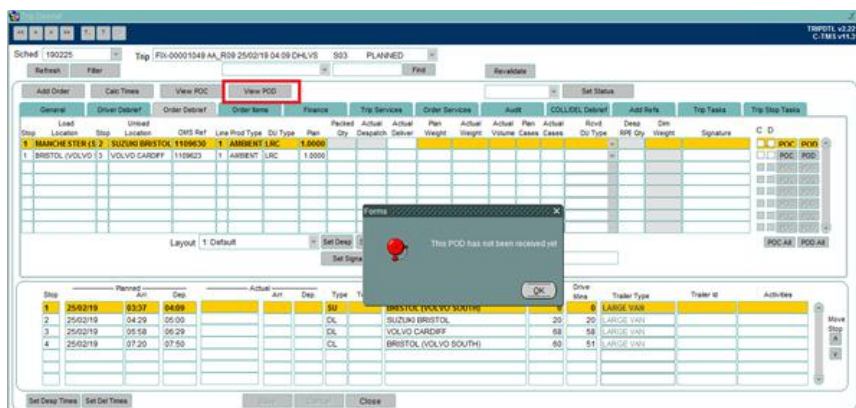 Trip Debrief
TRIPDTL v2.22
C-TMS v11.3
Sched 190225 Trip FIX-00001049 AA_R09 25/02/19 04:09 DHLVS S03 PLANNED
Refresh Filter Find Revalidate
Add Order Calc Times View POC View POD Set Status
General Driver Debrief Order Debrief Order Items Finance Trip Services Order Services Audit COLL/DEL Debrief Add Refs Trip Tasks Trip Stop Tasks
Load Unload Packed Actual Actual Plan Actual Actual Plan Actual Rcvd Desp Dim
Stop Location Stop Location OMS Ref Line Prod Type DU Type Plan Qty Despatch Deliver Weight Weight Volume Cases Cases DU Type RPE Qty Weight Signature C D
1 MANCHESTER (S 2 SUZUKI BRISTOL 1109630 1 AMBIENT LRC 1.0000 POC POD
1 BRISTOL (VOLVO 3 VOLVO CARDIFF 1109623 1 AMBIENT LRC 1.0000 POC POD
Layout 1: Default Set Desp POC All POD All
Set Signa
Forms
This POD has not been received yet
OK
Planned Actual Drive
Stop Arr. Dep. Arr. Dep. Type Mins Trailer Type Trailer Id Activities
1 25/02/19 03:37 04:09 SU BRISTOL (VOLVO SOUTH) 0 0 LARGE VAN
2 25/02/19 04:29 05:00 DL SUZUKI BRISTOL 20 20 LARGE VAN
3 25/02/19 05:58 06:29 DL VOLVO CARDIFF 68 58 LARGE VAN
4 25/02/19 07:20 07:50 CL BRISTOL (VOLVO SOUTH) 60 51 LARGE VAN
Move
Stop
Set Desp Times Set Del Times Save Cancel Close